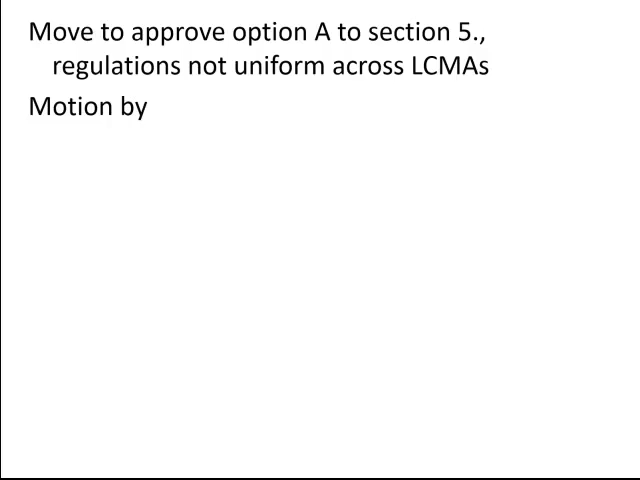 Move to approve option A to section 5.,
regulations not uniform across LCMAs
Motion by